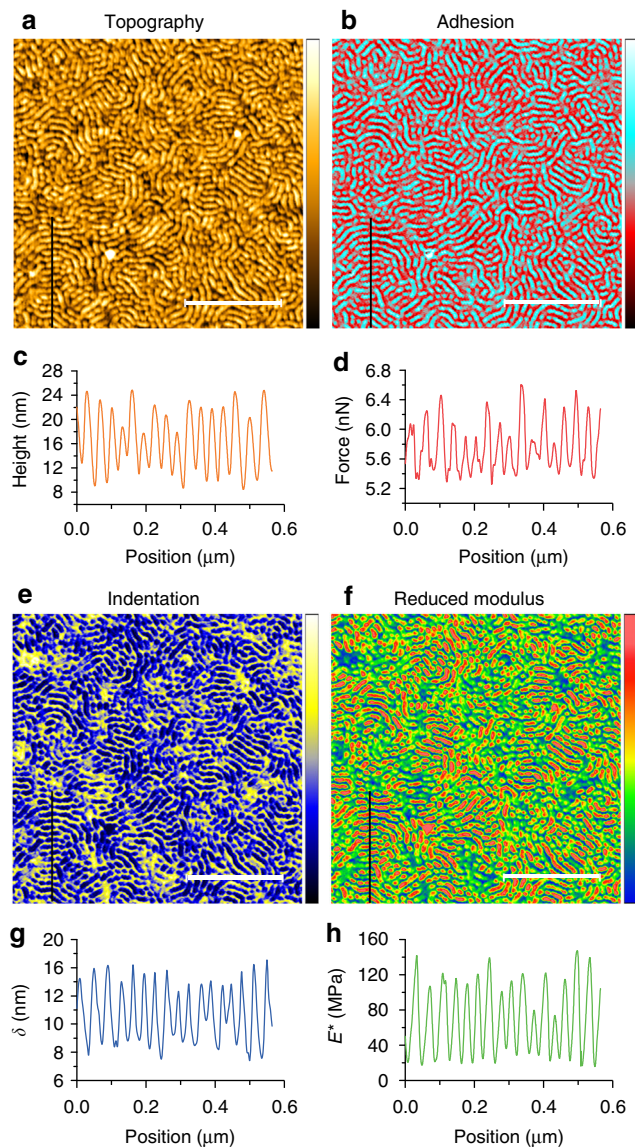 a Topography
b Adhesion
c
28
24
20
16
12
8
Height (nm)
0.0 0.2 0.4 0.6
Position (μm)
d
6.8
6.4
6.0
5.6
5.2
Force (nN)
0.0 0.2 0.4 0.6
Position (μm)
e Indentation
f Reduced modulus
g
20
16
12
10
6
δ (nm)
0.0 0.2 0.4 0.6
Position (μm)
h
160
120
80
40
0
E* (MPa)
0.0 0.2 0.4 0.6
Position (μm)